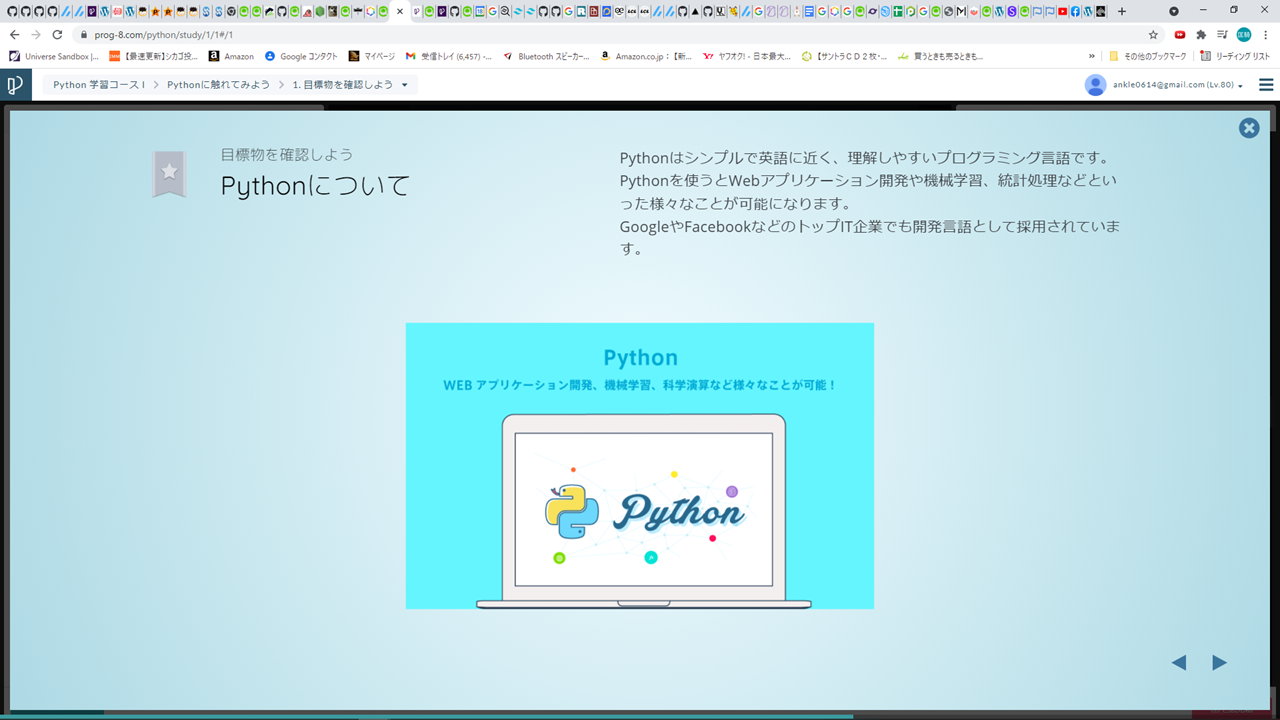 prog-8.com/python/study/1/1#/1
Universe Sandbox |...
【最速更新】シカゴ投...
Amazon
Google コンタクト
マイページ
受信トレイ (6,457) -...
Bluetooth スピーカー...
Amazon.co.jp：【新...
ヤフオク! - 日本最大...
【サントラＣＤ２枚・...
買うときも売るときも...
»
その他のブックマーク
リーディング リスト
Python 学習コース I
Pythonに触れてみよう
1. 目標物を確認しよう
ankle0614@gmail.com (Lv.80)
目標物を確認しよう
Pythonについて
Pythonはシンプルで英語に近く、理解しやすいプログラミング言語です。
Pythonを使うとWebアプリケーション開発や機械学習、統計処理などとい
った様々なことが可能になります。
GoogleやFacebookなどのトップIT企業でも開発言語として採用されていま
す。
Python
WEB アプリケーション開発、機械学習、科学演算など様々なことが可能！
Python